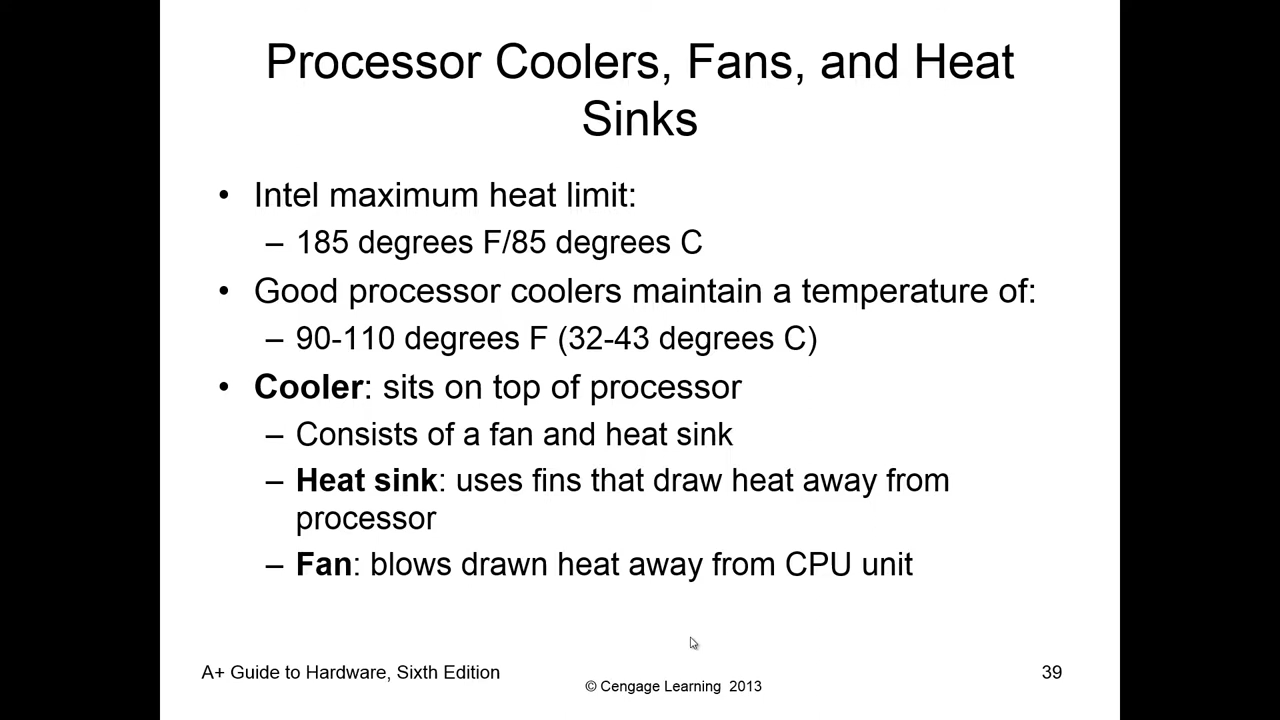 Processor Coolers, Fans, and Heat
Sinks
• Intel maximum heat limit:
– 185 degrees F/85 degrees C
• Good processor coolers maintain a temperature of:
– 90-110 degrees F (32-43 degrees C)
• Cooler: sits on top of processor
– Consists of a fan and heat sink
– Heat sink: uses fins that draw heat away from
processor
– Fan: blows drawn heat away from CPU unit
A+ Guide to Hardware, Sixth Edition
© Cengage Learning 2013
39